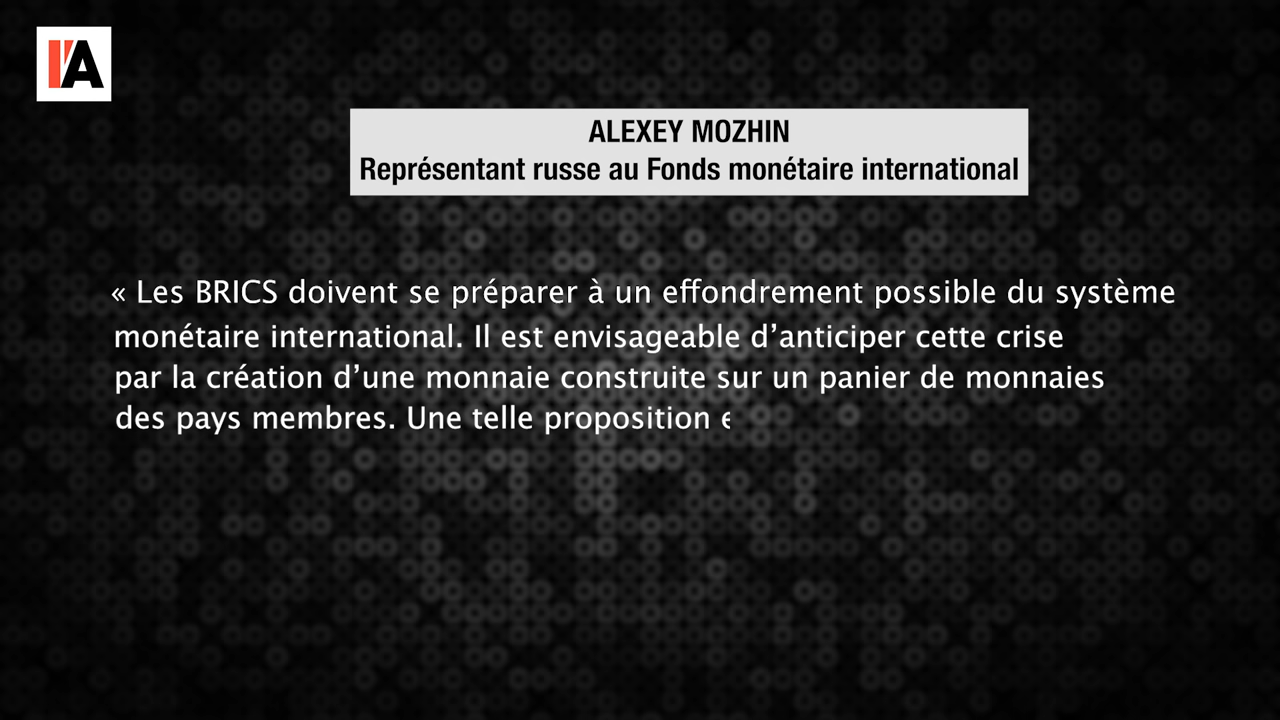 I'A
ALEXEY MOZHIN
Représentant russe au Fonds monétaire international
« Les BRICS doivent se préparer à un effondrement possible du système
monétaire international. Il est envisageable d’anticiper cette crise
par la création d’une monnaie construite sur un panier de monnaies
des pays membres. Une telle proposition